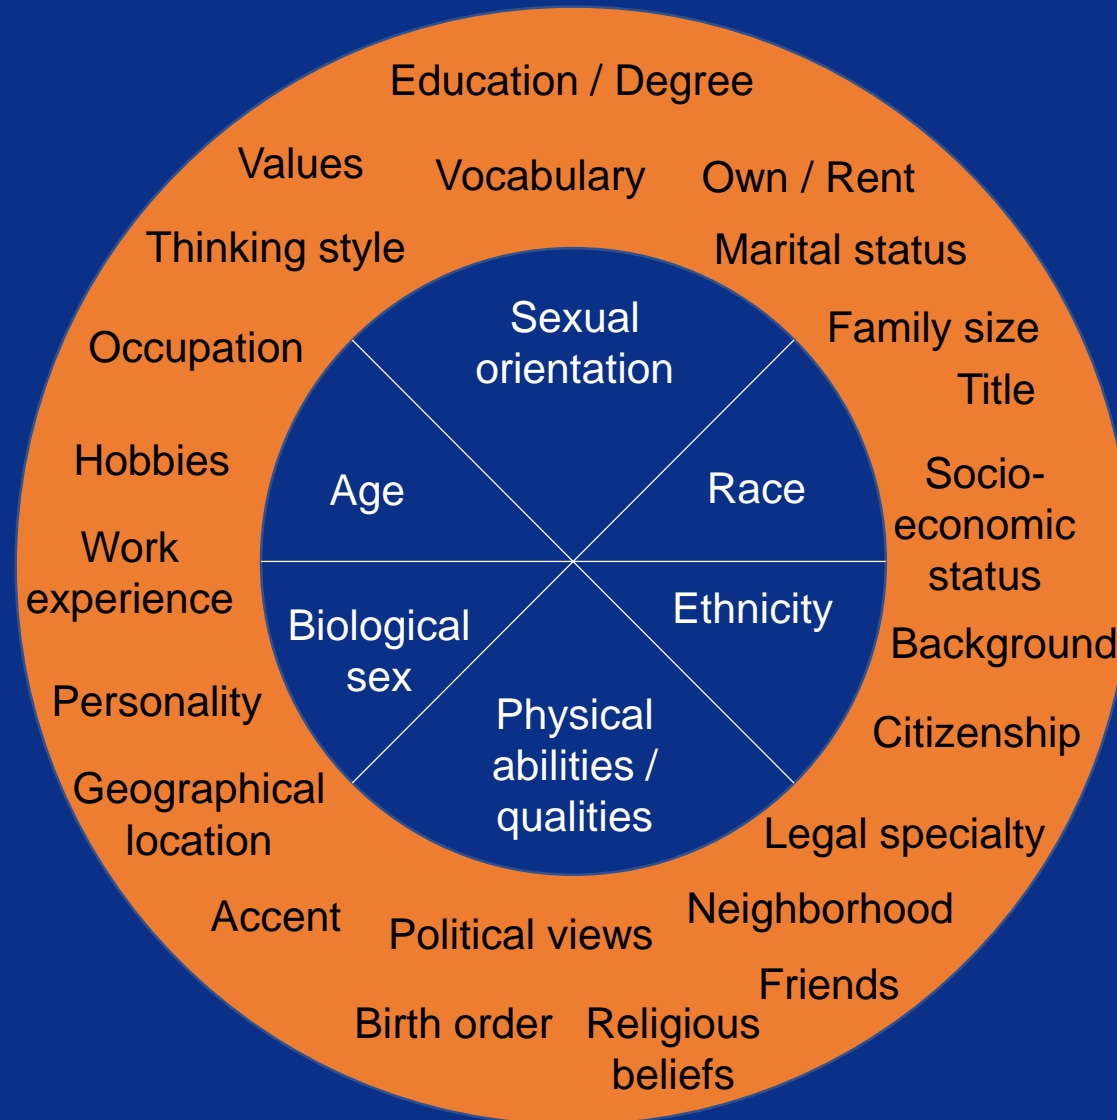 Education / Degree
Values
Vocabulary
Own / Rent
Thinking style
Marital status
Occupation
Family size
Title
Hobbies
Socio-
economic
status
Work
experience
Background
Personality
Citizenship
Geographical
location
Legal specialty
Accent
Political views
Neighborhood
Friends
Birth order
Religious
beliefs
Sexual
orientation
Age
Race
Biological
sex
Ethnicity
Physical
abilities /
qualities